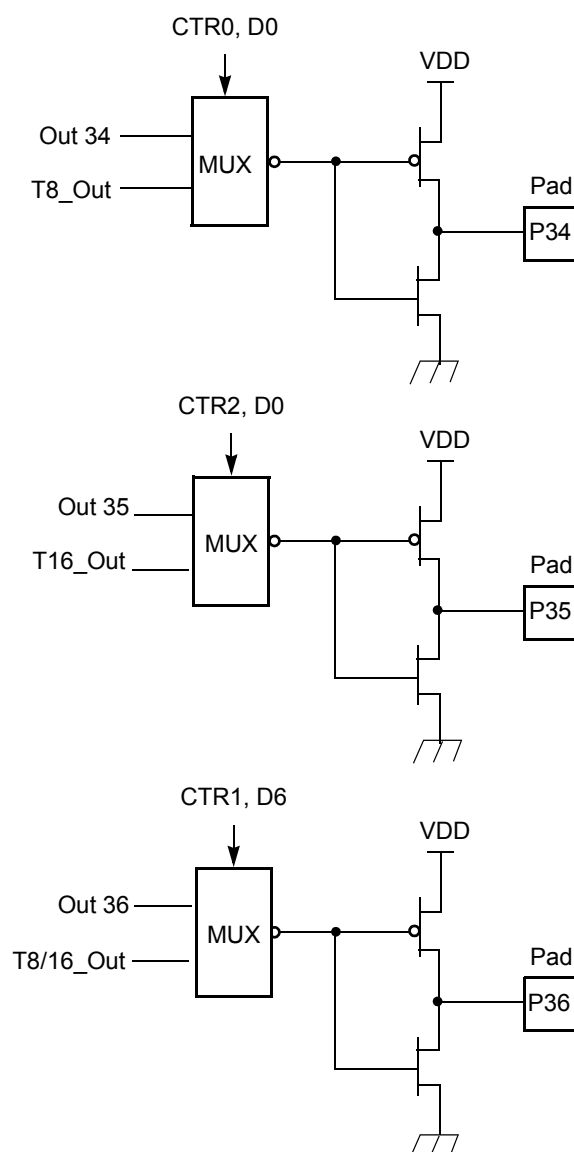 CTR0, D0
VDD
Out 34
MUX
T8_Out
Pad
P34
CTR2, D0
VDD
Out 35
MUX
T16_Out
Pad
P35
CTR1, D6
VDD
Out 36
MUX
T8/16_Out
Pad
P36